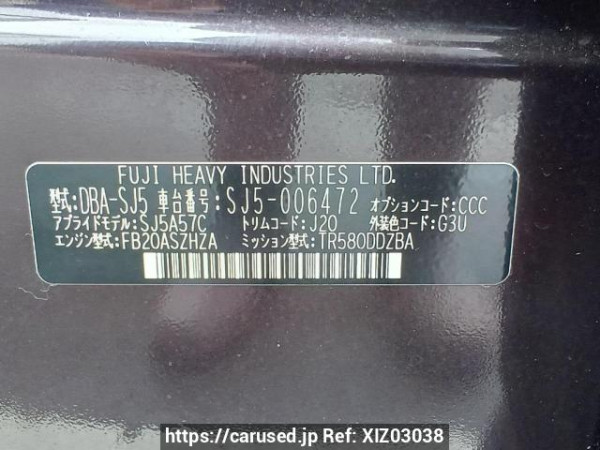 FUJI HEAVY INDUSTRIES LTD.
型式:DBA-SJ5 車台番号:SJ5-006472 オプションコード:CCC
アプライドモデル:SJ5A57C トリムコード:J20 外装色コード:G3U
エンジン型式:FB20ASZHZA ミッション型式:TR580DDZBA
https://carused.jp Ref: XIZ03038